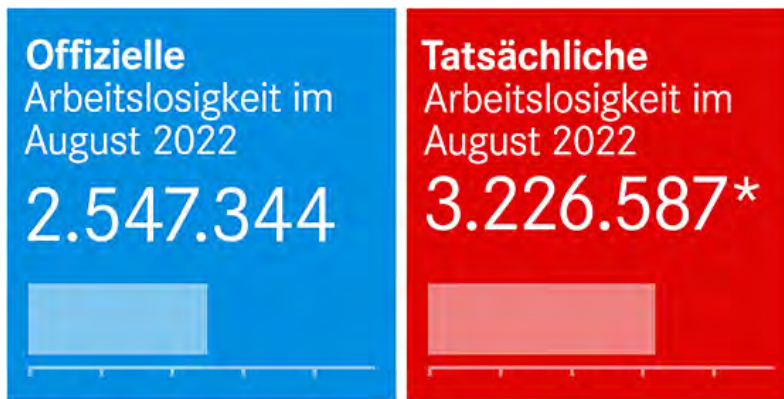 Offizielle
Arbeitslosigkeit im
August 2022
2.547.344
Tatsächliche
Arbeitslosigkeit im
August 2022
3.226.587*